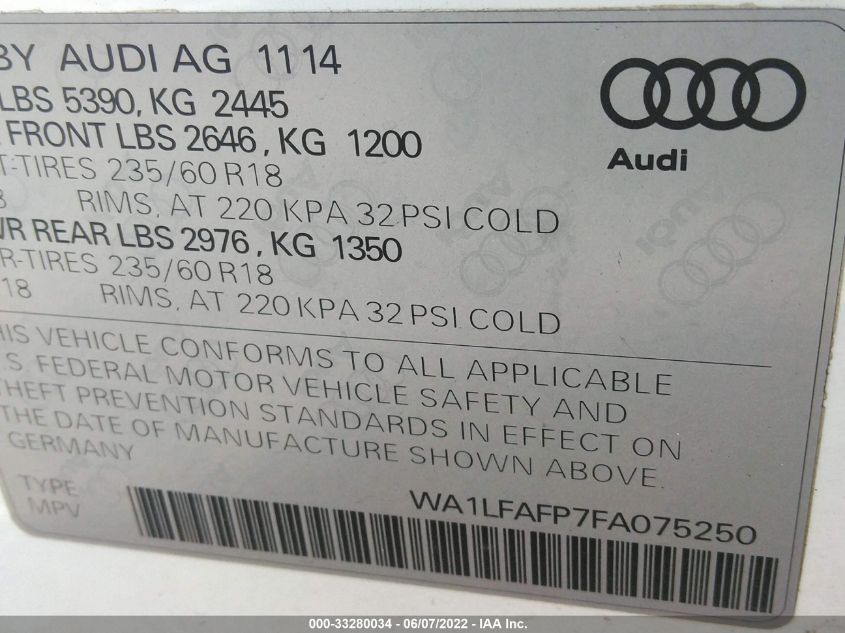 BY AUDI AG 1114
LBS 5390, KG 2445
FRONT LBS 2646, KG 1200
T-TIRES 235/60 R18
8 RIMS, AT 220 KPA 32 PSI COLD
VR REAR LBS 2976, KG 1350
R-TIRES 235/60 R18
18 RIMS, AT 220 KPA 32 PSI COLD
HIS VEHICLE CONFORMS TO ALL APPLICABLE
.S. FEDERAL MOTOR VEHICLE SAFETY AND
THEFT PREVENTION STANDARDS IN EFFECT ON
THE DATE OF MANUFACTURE SHOWN ABOVE.
GERMANY
TYPE
MPV
WA1LFAFP7FA075250
Audi
000-33280034 - 06/07/2022 - IAA Inc.